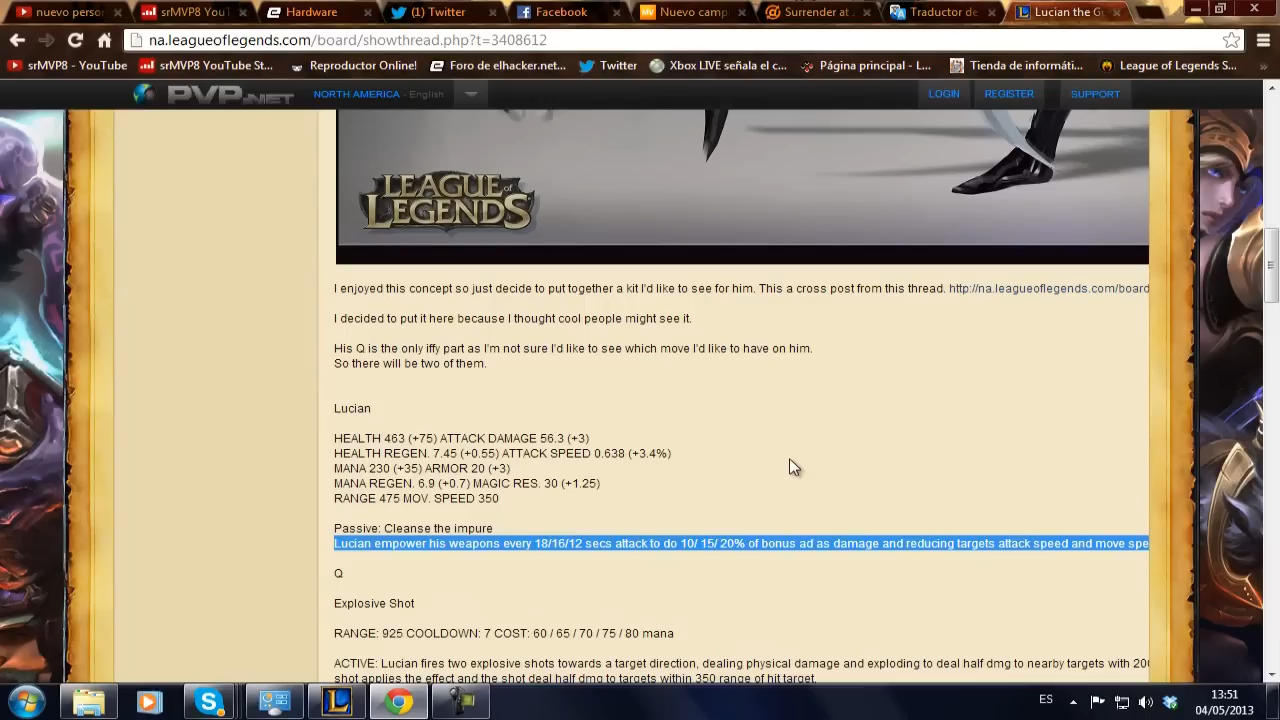 nuevo person
srMVP8 YouT
Hardware
(1) Twitter
Facebook
Nuevo camp
Surrender at
Traductor de
Lucian the Gu
na.leagueoflegends.com/board/showthread.php?t=3408612
srMVP8 - YouTube
srMVP8 YouTube St...
Reproductor Online!
Foro de elhacker.net...
Twitter
Xbox LIVE señala el c...
Página principal - L...
Tienda de informáti...
League of Legends S...
PVP.NET
NORTH AMERICA - English
LOGIN
REGISTER
SUPPORT
LEAGUE of LEGENDS
I enjoyed this concept so just decide to put together a kit I'd like to see for him. This a cross post from this thread. http://na.leagueoflegends.com/board
I decided to put it here because I thought cool people might see it.
His Q is the only iffy part as I'm not sure I'd like to see which move I'd like to have on him.
So there will be two of them.
Lucian
HEALTH 463 (+75) ATTACK DAMAGE 56.3 (+3)
HEALTH REGEN. 7.45 (+0.55) ATTACK SPEED 0.638 (+3.4%)
MANA 230 (+35) ARMOR 20 (+3)
MANA REGEN. 6.9 (+0.7) MAGIC RES. 30 (+1.25)
RANGE 475 MOV. SPEED 350
Passive: Cleanse the impure
Lucian empower his weapons every 18/16/12 secs attack to do 10/ 15/ 20% of bonus ad as damage and reducing targets attack speed and move spe
Q
Explosive Shot
RANGE: 925 COOLDOWN: 7 COST: 60 / 65 / 70 / 75 / 80 mana
ACTIVE: Lucian fires two explosive shots towards a target direction, dealing physical damage and exploding to deal half dmg to nearby targets with 200
shot applies the effect and the shot deal half dmg to targets within 350 range of hit target.
ES
13:51
04/05/2013